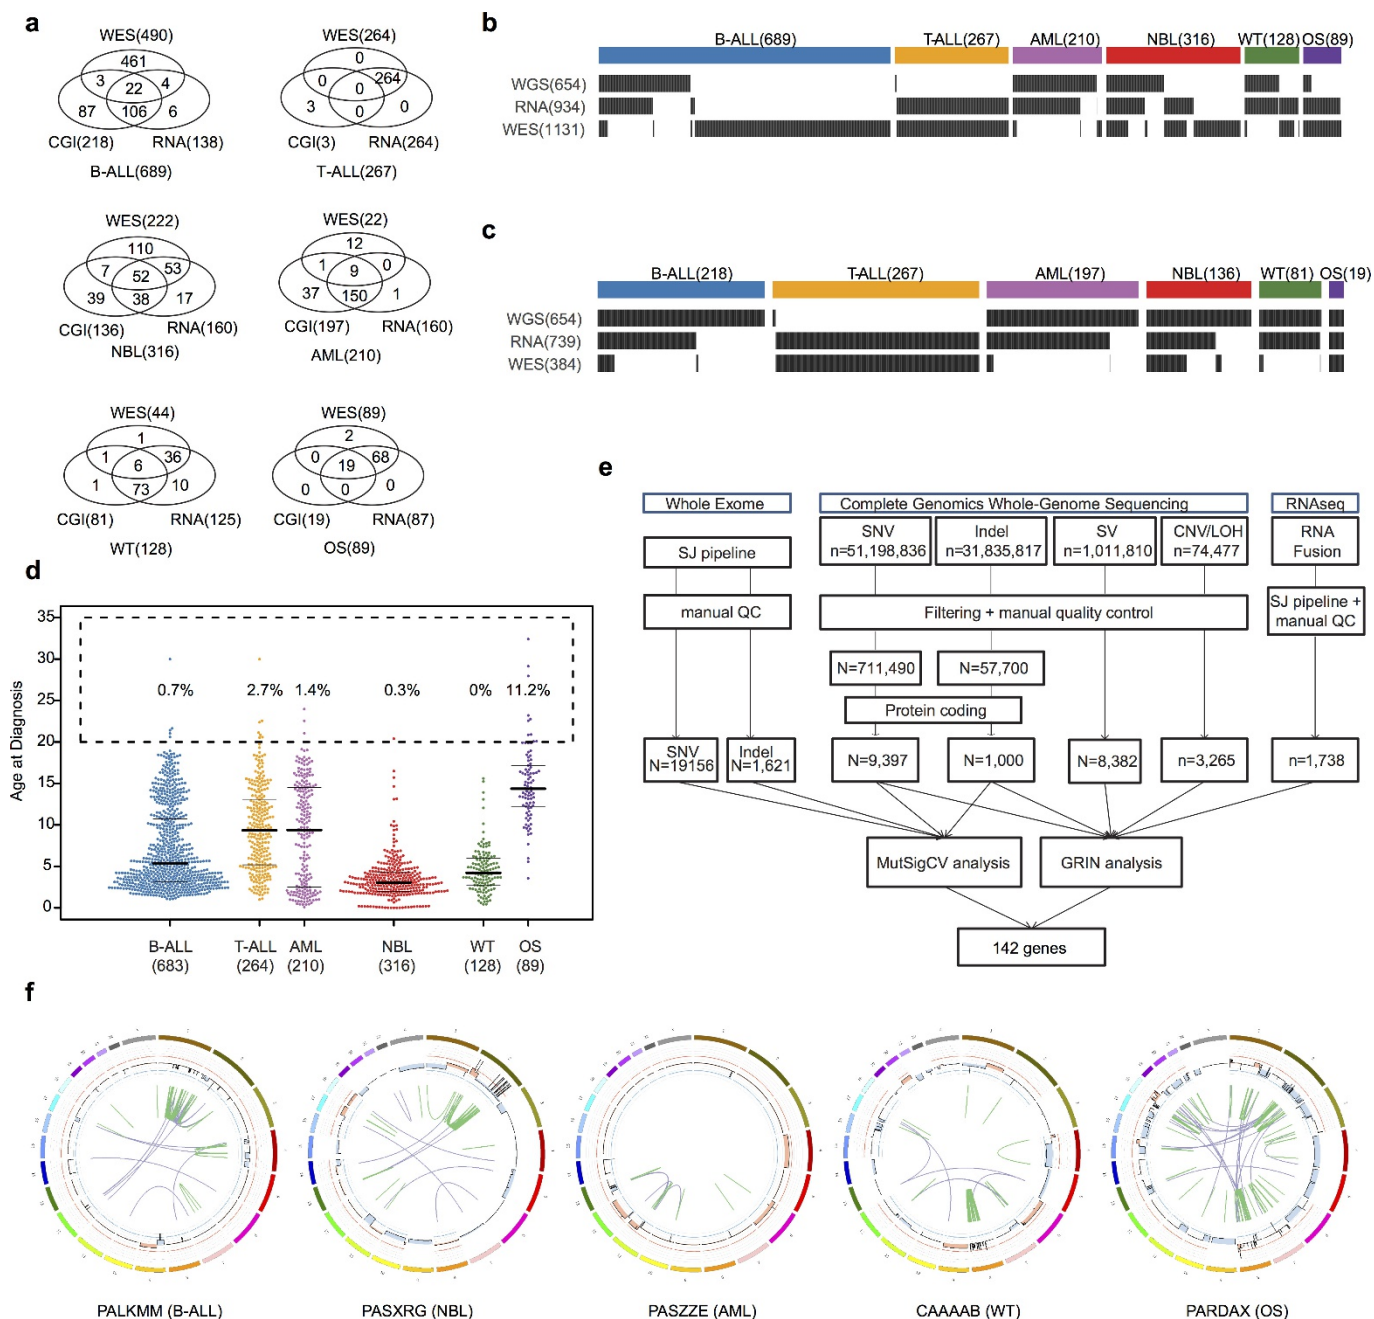 a
WES(490)
461
3
22
4
87
106
6
CGI(218)
RNA(138)
B-ALL(689)
WES(264)
0
0
264
0
3
0
0
CGI(3)
RNA(264)
T-ALL(267)
WES(222)
110
7
52
53
39
38
17
CGI(136)
RNA(160)
NBL(316)
WES(22)
12
1
9
0
37
150
1
CGI(197)
RNA(160)
AML(210)
WES(44)
1
1
6
36
1
73
10
CGI(81)
RNA(125)
WT(128)
WES(89)
2
0
19
68
0
0
0
CGI(19)
RNA(87)
OS(89)
b
B-ALL(689) T-ALL(267) AML(210) NBL(316) WT(128) OS(89)
WGS(654)
RNA(934)
WES(1131)
c
B-ALL(218) T-ALL(267) AML(197) NBL(136) WT(81) OS(19)
WGS(654)
RNA(739)
WES(384)
d
Age at Diagnosis
35
30
25
20
15
10
5
0
0.7% 2.7% 1.4% 0.3% 0% 11.2%
B-ALL T-ALL AML NBL WT OS
(683) (264) (210) (316) (128) (89)
e
Whole Exome
Complete Genomics Whole-Genome Sequencing
RNAseq
SJ pipeline
SNV
n=51,198,836
Indel
n=31,835,817
SV
n=1,011,810
CNV/LOH
n=74,477
RNA
Fusion
manual QC
Filtering + manual quality control
SJ pipeline +
manual QC
N=711,490
N=57,700
Protein coding
SNV
N=19156
Indel
N=1,621
N=9,397
N=1,000
n=8,382
n=3,265
n=1,738
MutSigCV analysis
GRIN analysis
142 genes
f
PALKMM (B-ALL)
PASXRG (NBL)
PASZZE (AML)
CAAAAB (WT)
PARDAX (OS)